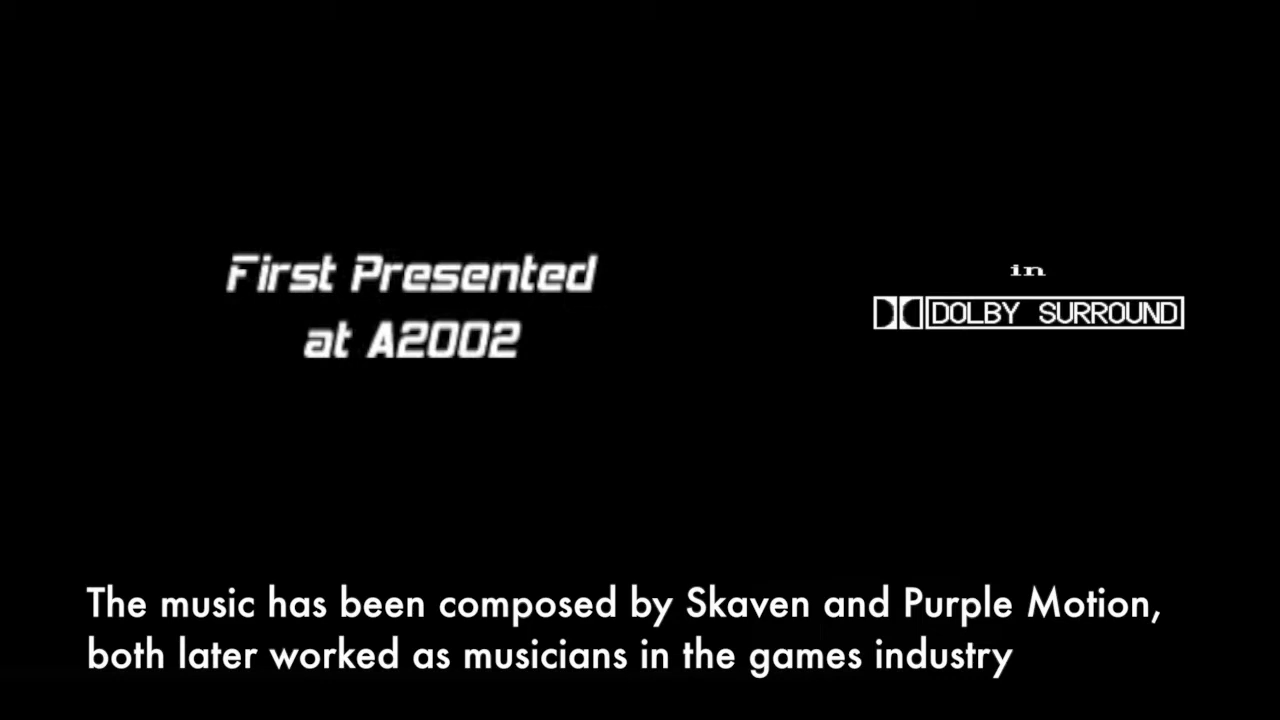 First Presented
at A2002
in
DOLBY SURROUND
The music has been composed by Skaven and Purple Motion,
both later worked as musicians in the games industry